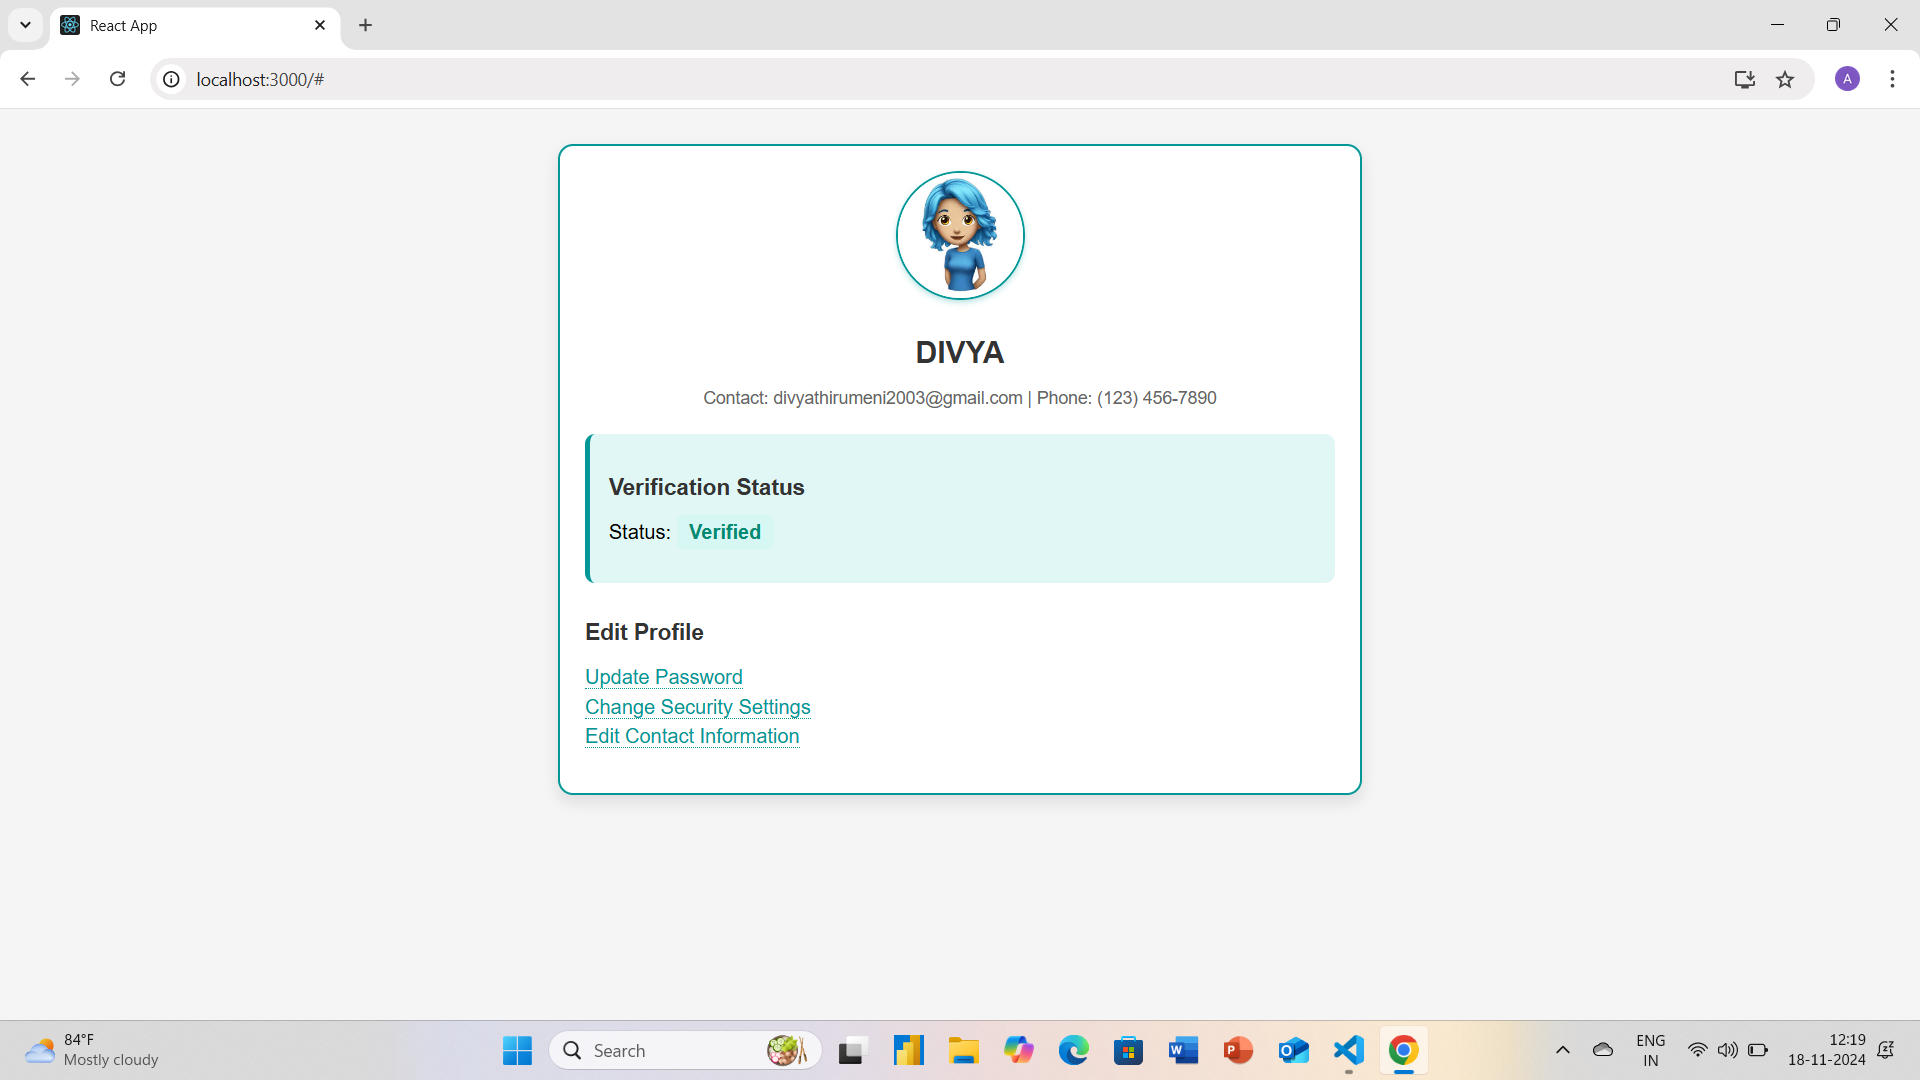 React App
localhost:3000/#
A
DIVYA
Contact: divyathirumeni2003@gmail.com | Phone: (123) 456-7890
Verification Status
Status: Verified
Edit Profile
Update Password
Change Security Settings
Edit Contact Information
84°F
Mostly cloudy
Search
ENG
IN
12:19
18-11-2024